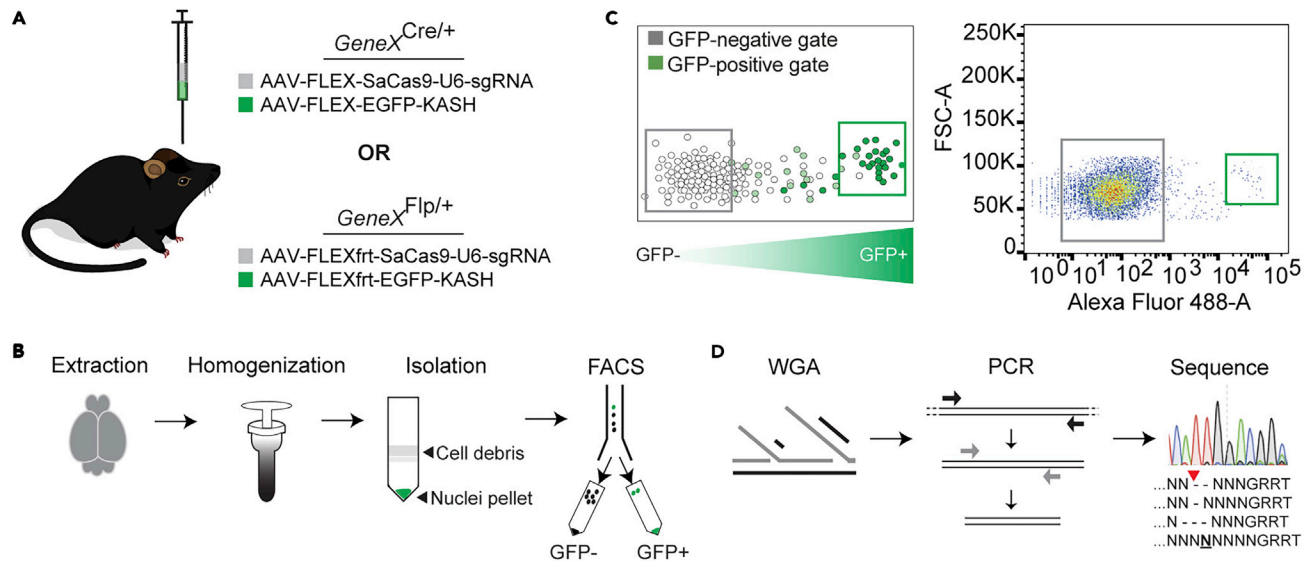 A
GeneX Cre/+
AAV-FLEX-SaCas9-U6-sgRNA
AAV-FLEX-EGFP-KASH
OR
GeneX Flp/+
AAV-FLEXfrt-SaCas9-U6-sgRNA
AAV-FLEXfrt-EGFP-KASH
C
GFP-negative gate
GFP-positive gate
GFP-
GFP+
FSC-A
250K
200K
150K
100K
50K
0
10^0 10^1 10^2 10^3 10^4 10^5
Alexa Fluor 488-A
B
Extraction
Homogenization
Isolation
Cell debris
Nuclei pellet
FACS
GFP-
GFP+
D
WGA
PCR
Sequence
...NN - - NNNGRRT
...NN - NNNNGRRT
...N - - - NNNGRRT
...NNNNNNNNGRRT